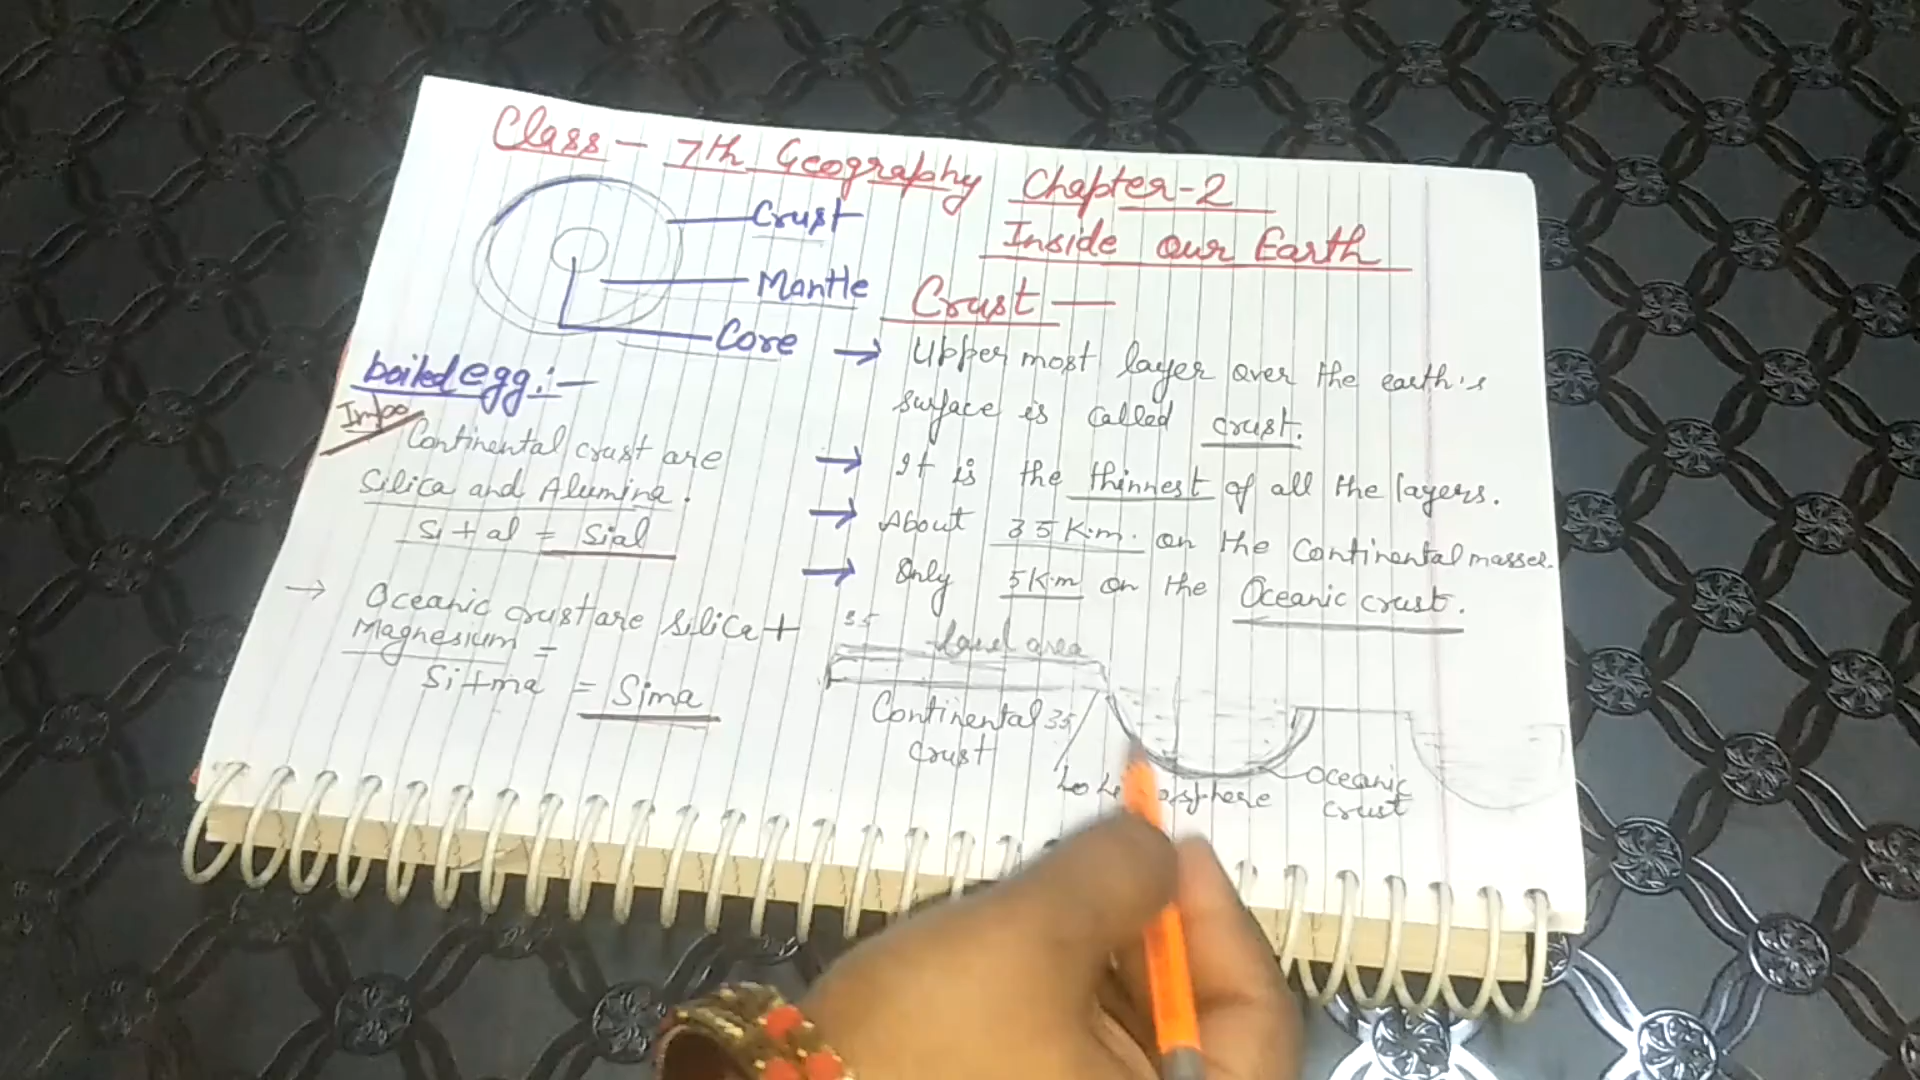 Class - 7th Geography Chapter-2
Inside Our Earth
Crust
Mantle
Core
boiled egg:-
Impo
Continental crust are
Silica and Alumina.
Si + al = Sial
→ Oceanic crust are silica +
Magnesium =
Si + ma = Sima
Crust -
→ Upper most layer over the earth's
surface is called crust.
→ It is the thinnest of all the layers.
→ About 35 K.m. on the Continental masses.
→ Only 5 K.m on the Oceanic crust.
35
land area
Continental 35
Crust
Oceanic
crust